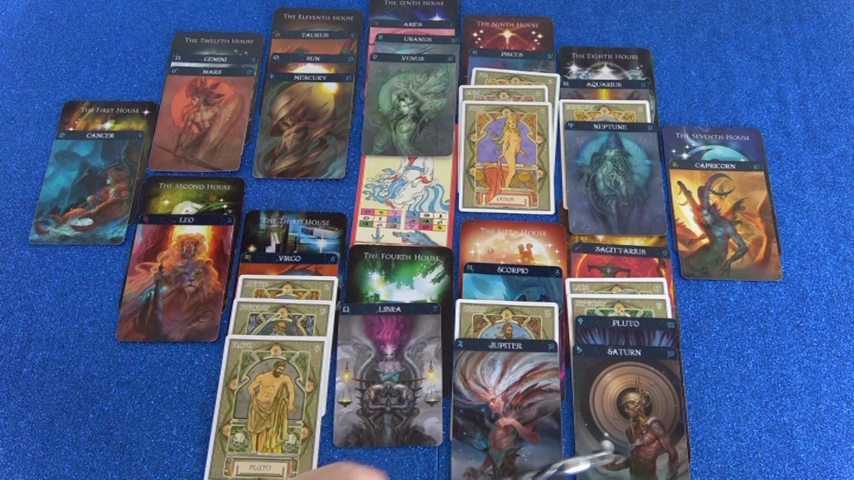 THE FIRST HOUSE
CANCER
THE TWELFTH HOUSE
GEMINI
MARS
THE ELEVENTH HOUSE
TAURUS
SUN
MERCURY
THE TENTH HOUSE
ARIES
URANUS
VENUS
THE NINTH HOUSE
PISCES
THE EIGHTH HOUSE
AQUARIUS
NEPTUNE
THE SEVENTH HOUSE
CAPRICORN
THE SECOND HOUSE
LEO
THE THIRD HOUSE
VIRGO
PLUTO
THE FOURTH HOUSE
LIBRA
THE FIFTH HOUSE
SCORPIO
JUPITER
SAGITTARIUS
PLUTO
SATURN